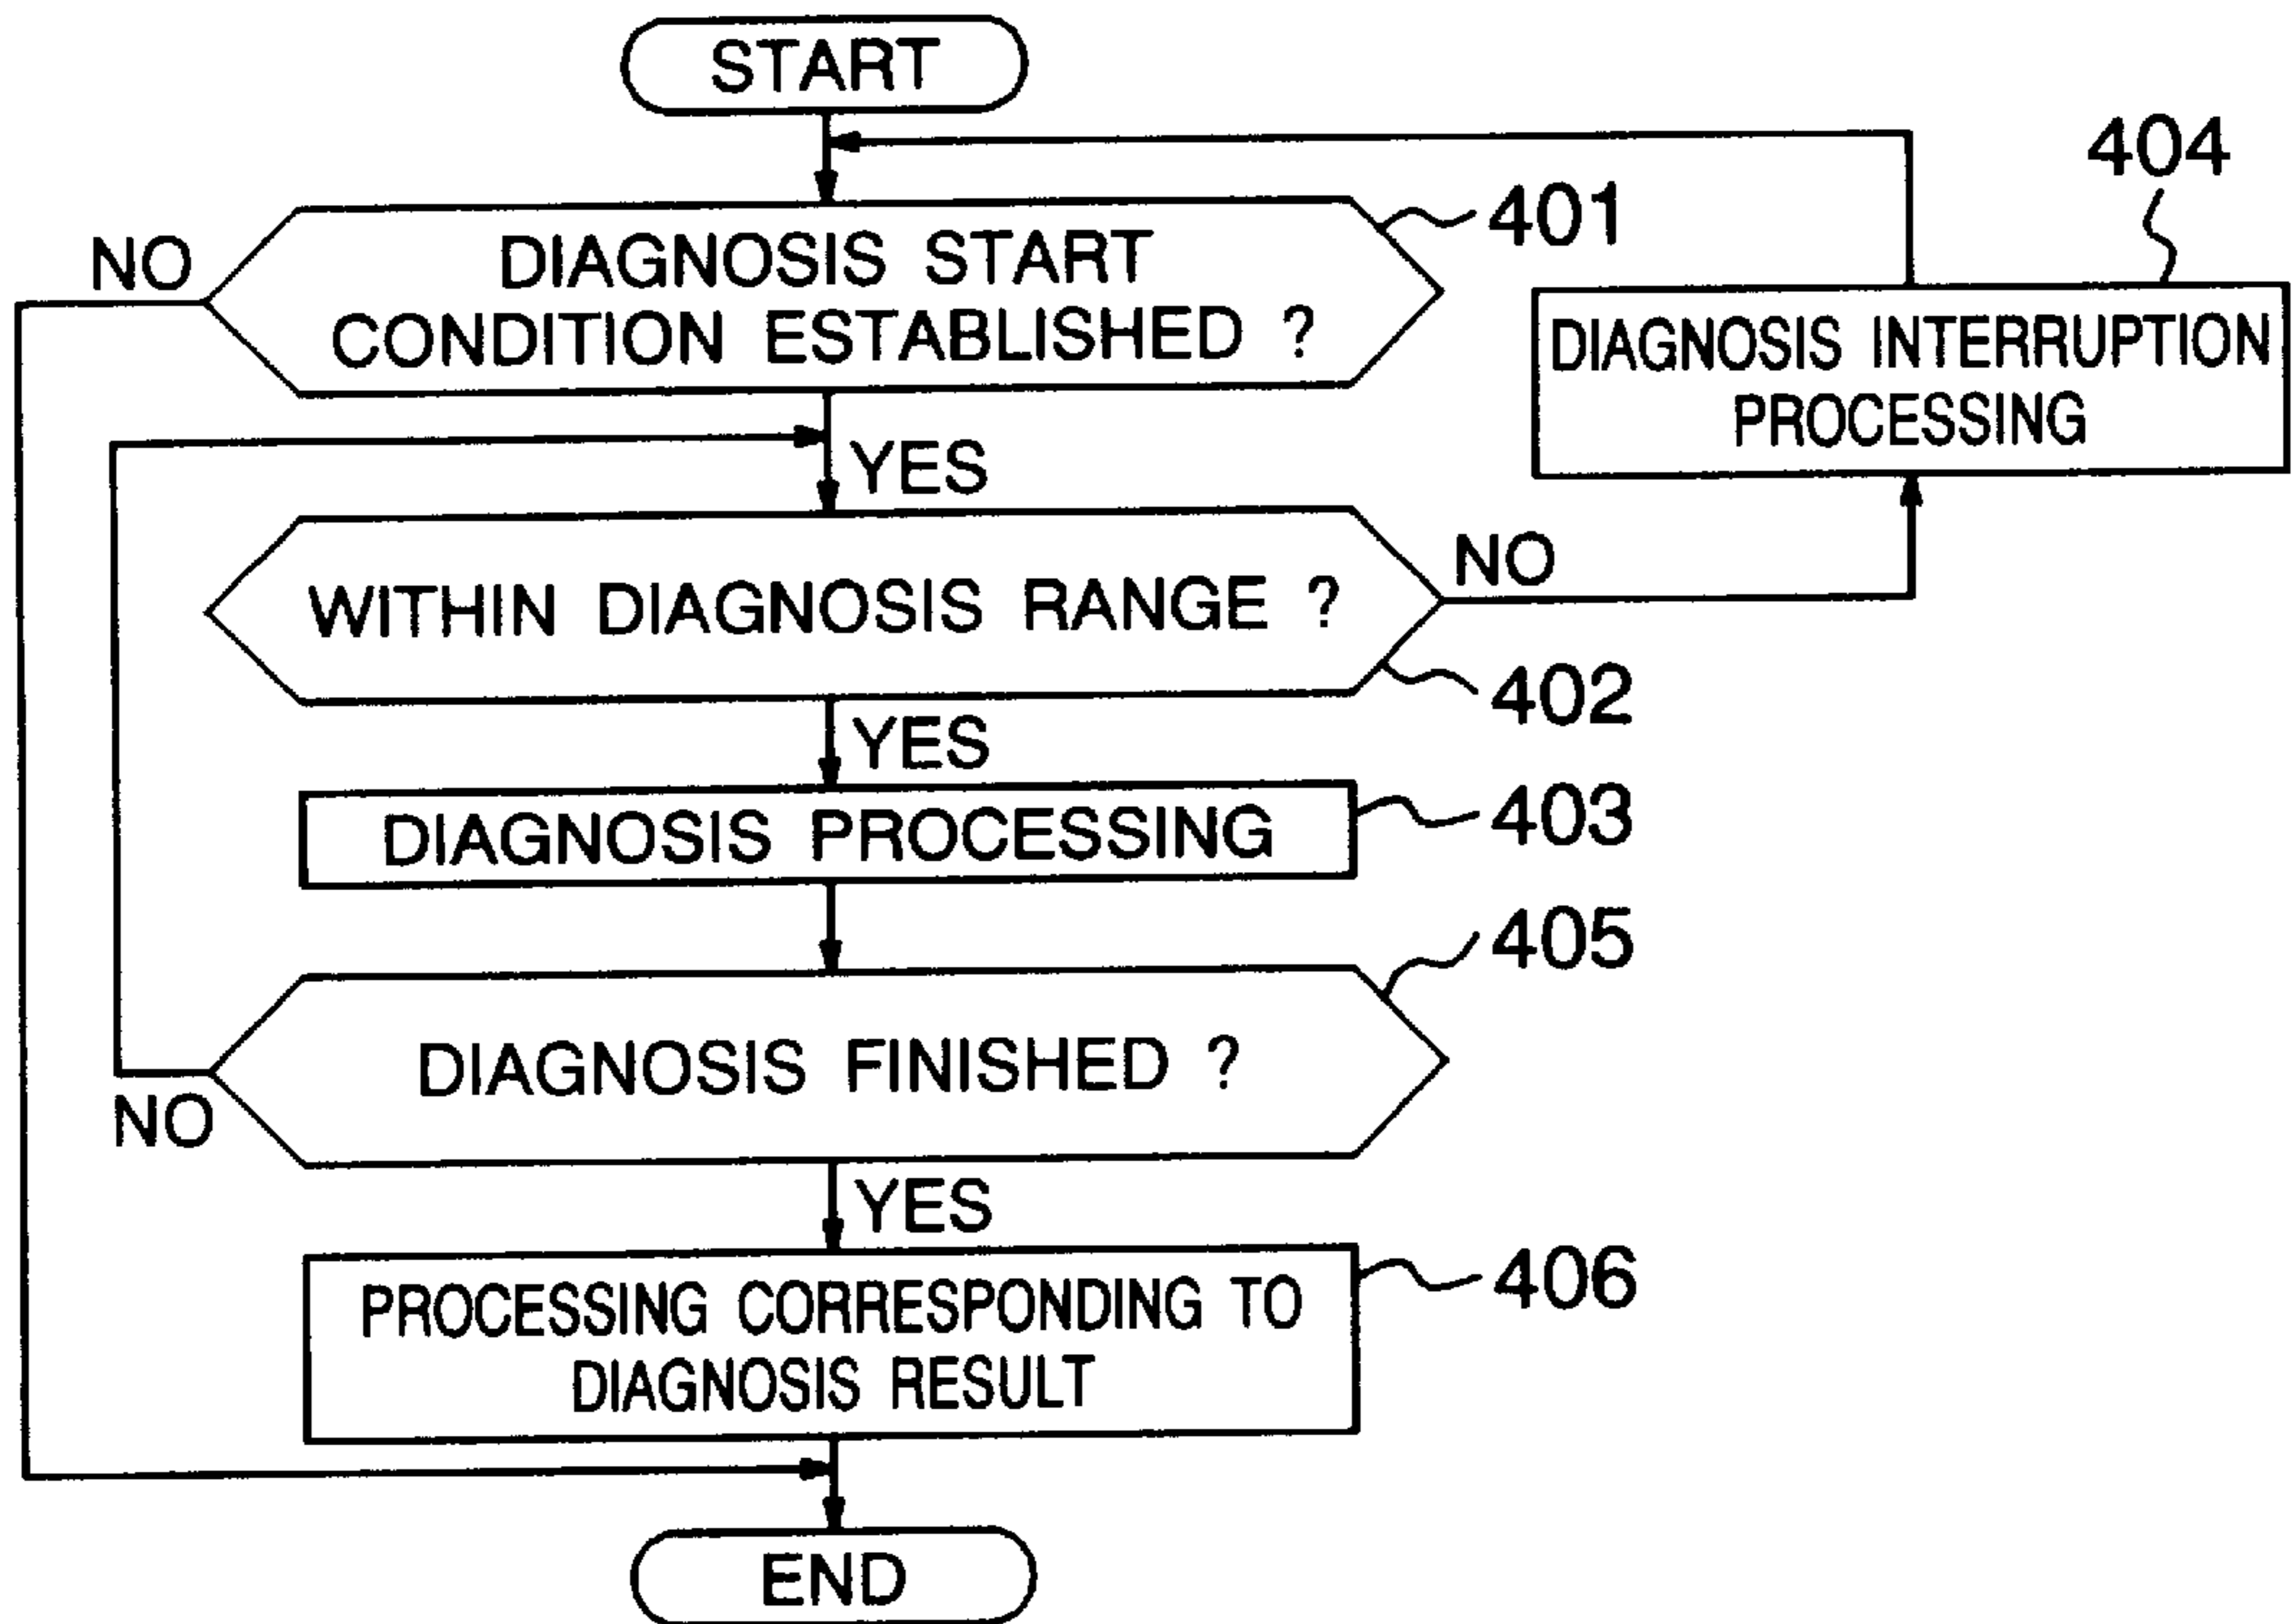 START
404
401
NO
DIAGNOSIS START
CONDITION ESTABLISHED ?
DIAGNOSIS INTERRUPTION
PROCESSING
YES
NO
WITHIN DIAGNOSIS RANGE ?
402
YES
403
DIAGNOSIS PROCESSING
405
DIAGNOSIS FINISHED ?
NO
YES
406
PROCESSING CORRESPONDING TO
DIAGNOSIS RESULT
END